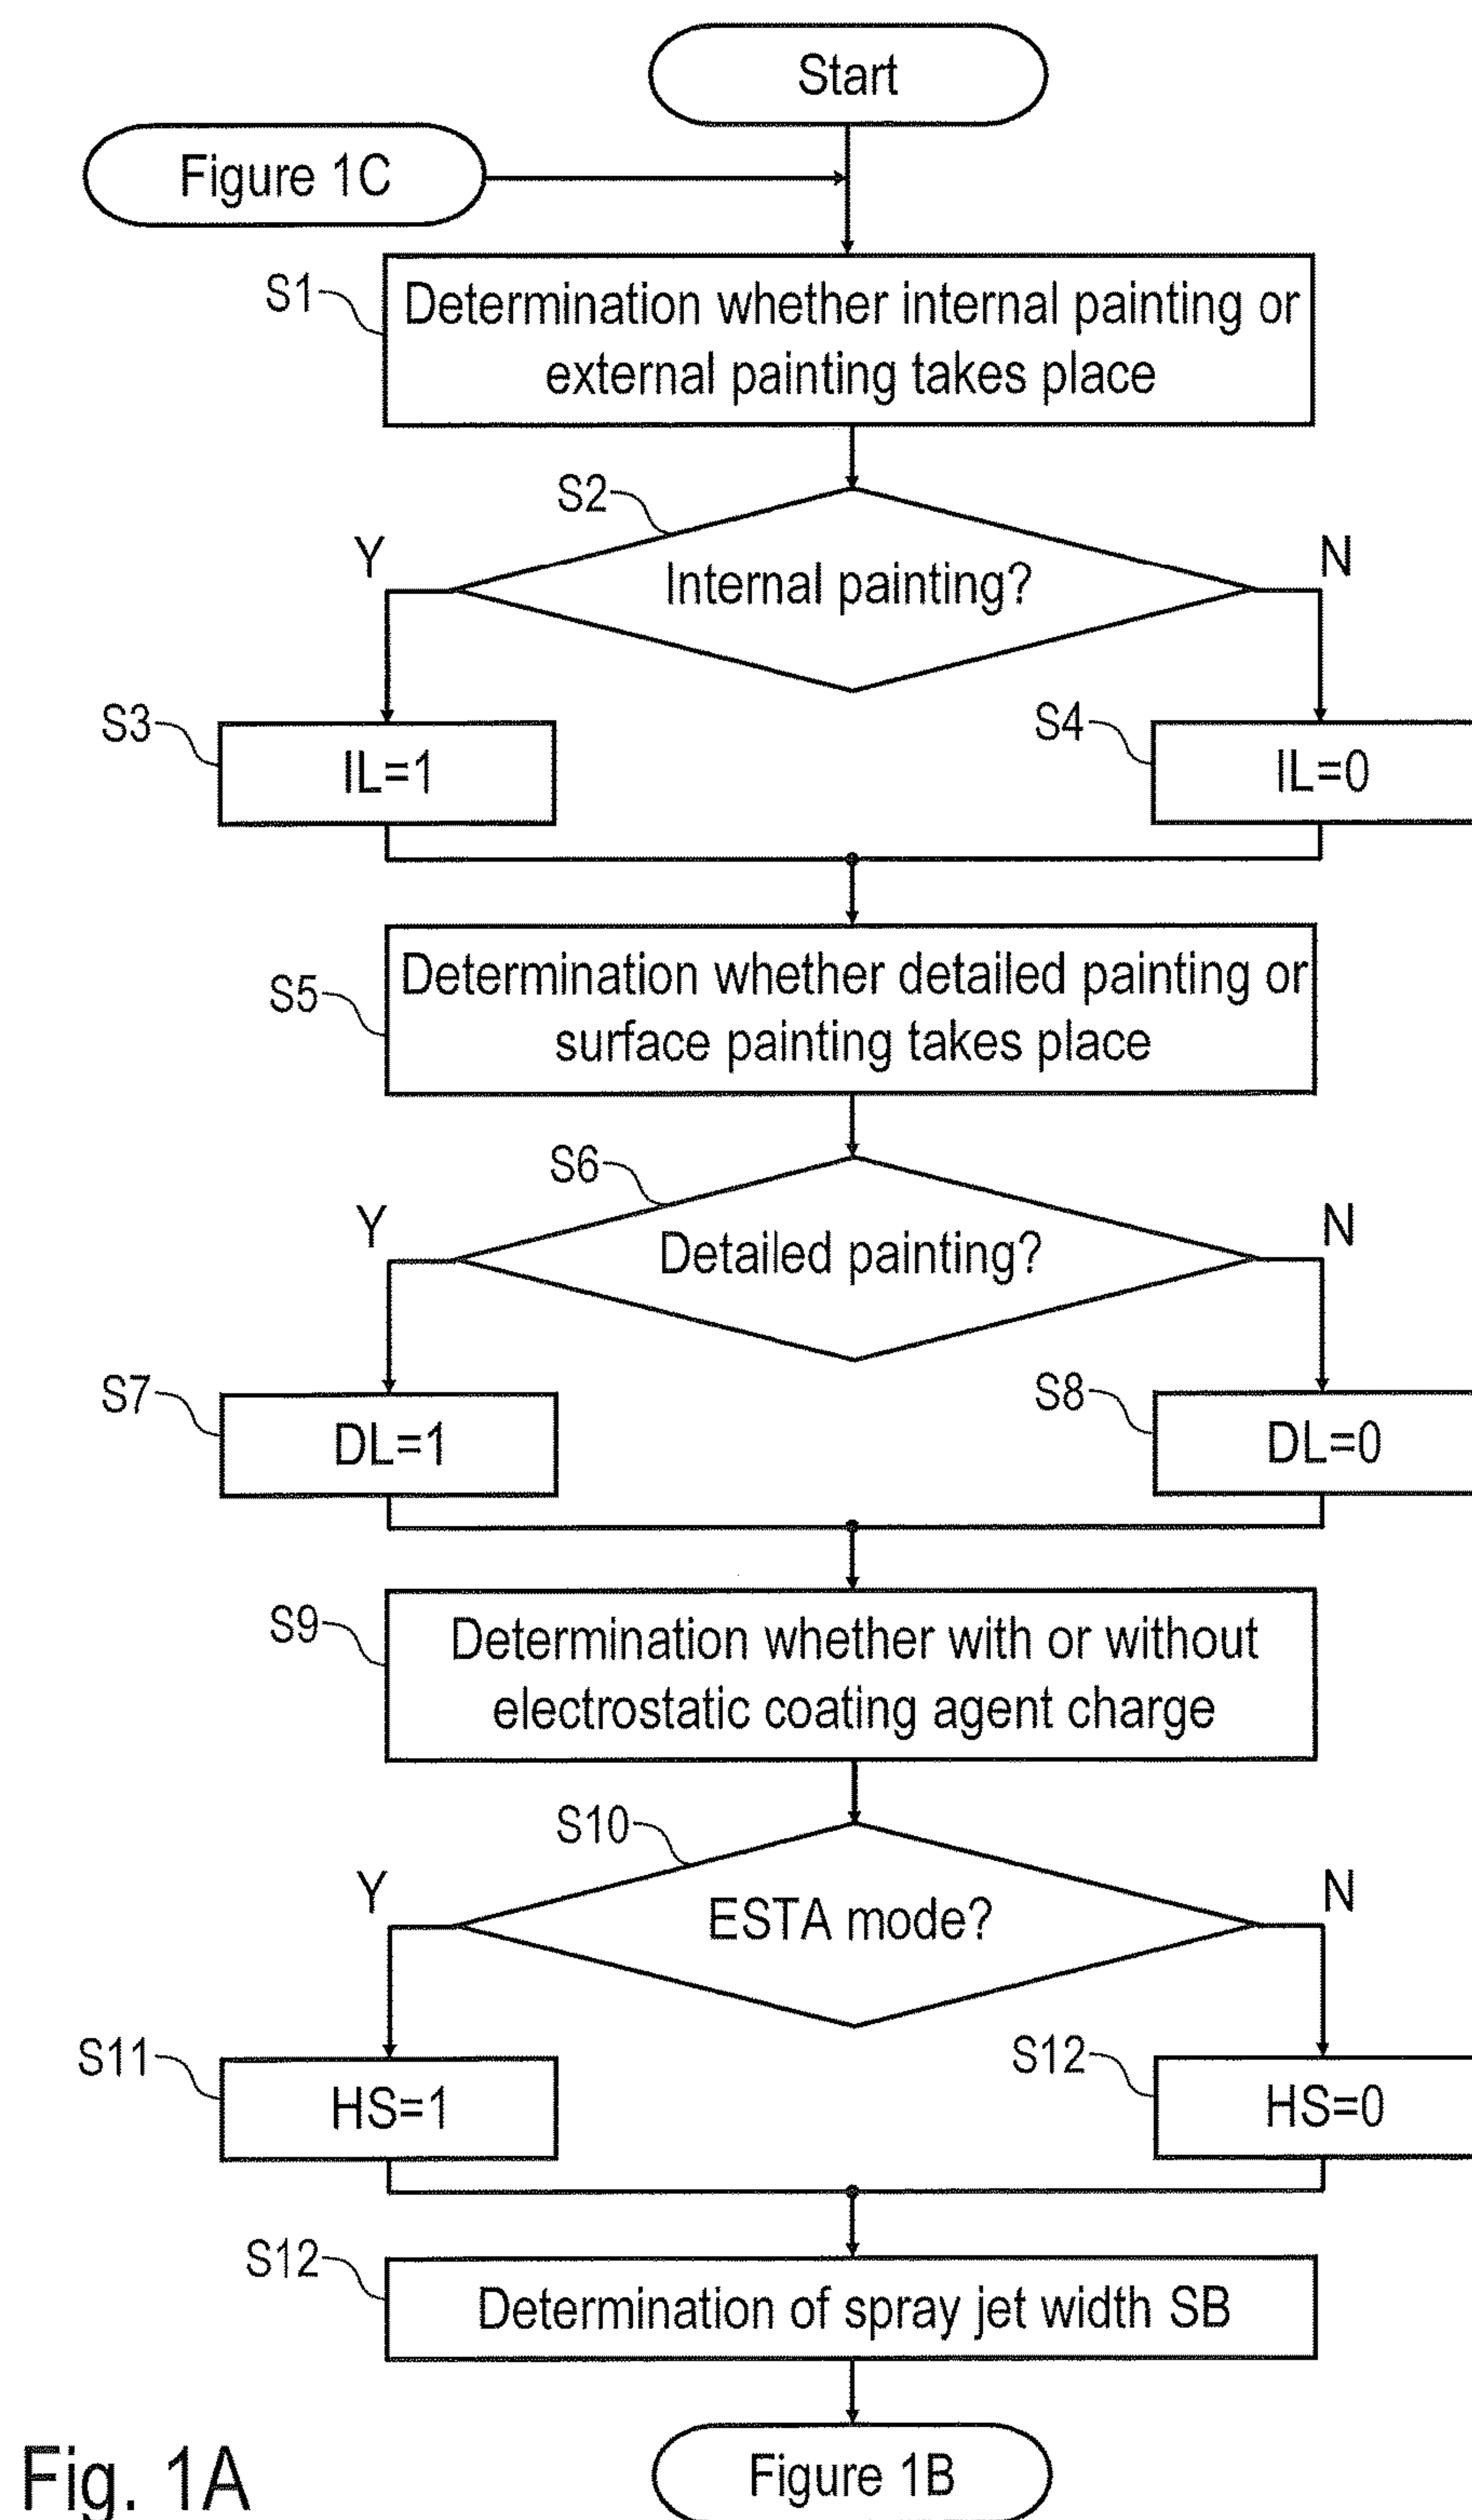 Start
Figure 1C
S1
Determination whether internal painting or
external painting takes place
S2
Y
Internal painting?
N
S3
IL=1
S4
IL=0
S5
Determination whether detailed painting or
surface painting takes place
S6
Y
Detailed painting?
N
S7
DL=1
S8
DL=0
S9
Determination whether with or without
electrostatic coating agent charge
S10
Y
ESTA mode?
N
S11
HS=1
S12
HS=0
S12
Determination of spray jet width SB
Figure 1B
Fig. 1A